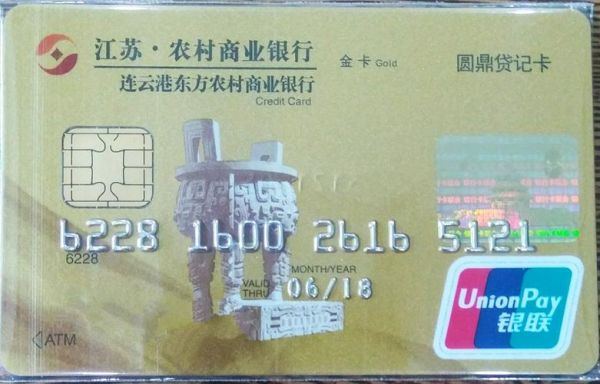 江苏·农村商业银行
连云港东方农村商业银行
Credit Card
金卡 Gold
圆鼎贷记卡
6228 1600 2616 5121
6228
MONTH/YEAR
VALID THRU 06/18
ATM
UnionPay
银联